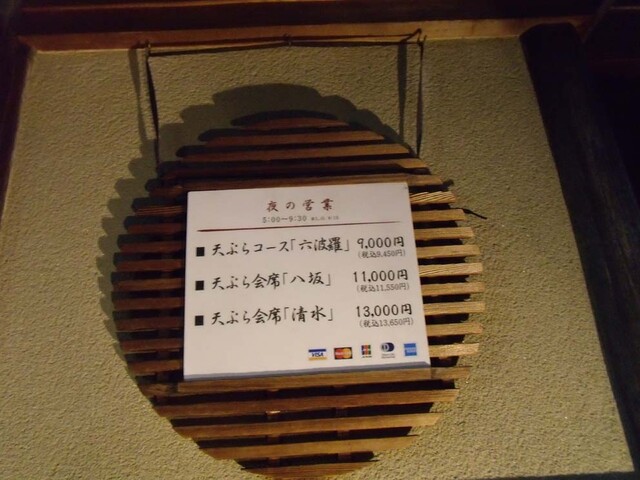 夜の営業
5:00～9:30
■ 天ぷらコース「六波羅」 9,000円
(税込9,450円)
■ 天ぷら会席「八坂」 11,000円
(税込11,550円)
■ 天ぷら会席「清水」 13,000円
(税込13,650円)
VISA